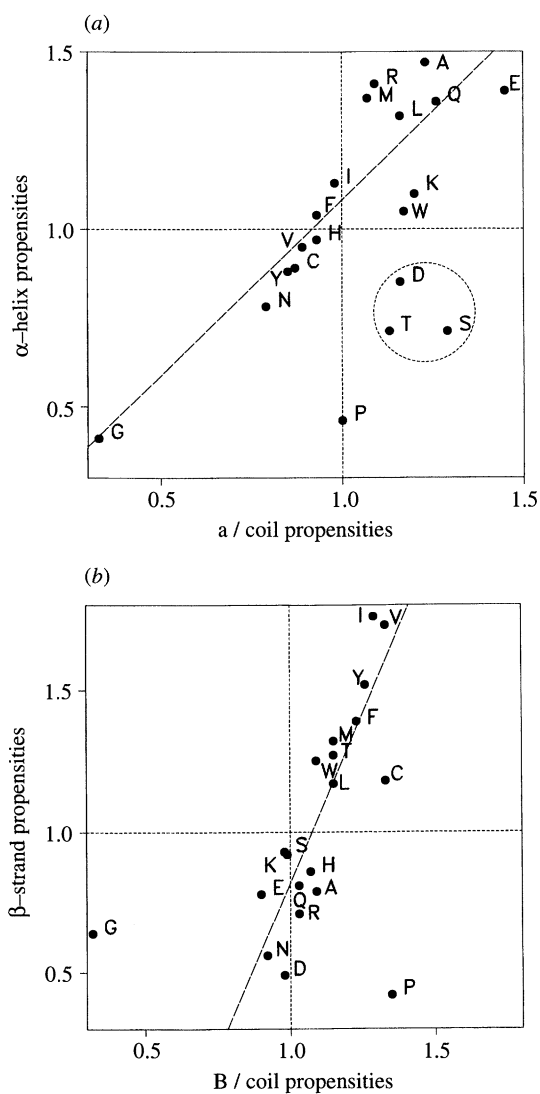 (a)
1.5
A
R
E
M
Q
L
I
K
F
W
1.0
V
H
C
D
Y
N
T
S
0.5
P
G
0.5
1.0
1.5
α–helix propensities
a / coil propensities
(b)
I
V
Y
1.5
F
M
T
W
C
L
1.0
S
K
H
E
A
Q
R
G
N
D
0.5
P
0.5
1.0
1.5
β–strand propensities
B / coil propensities